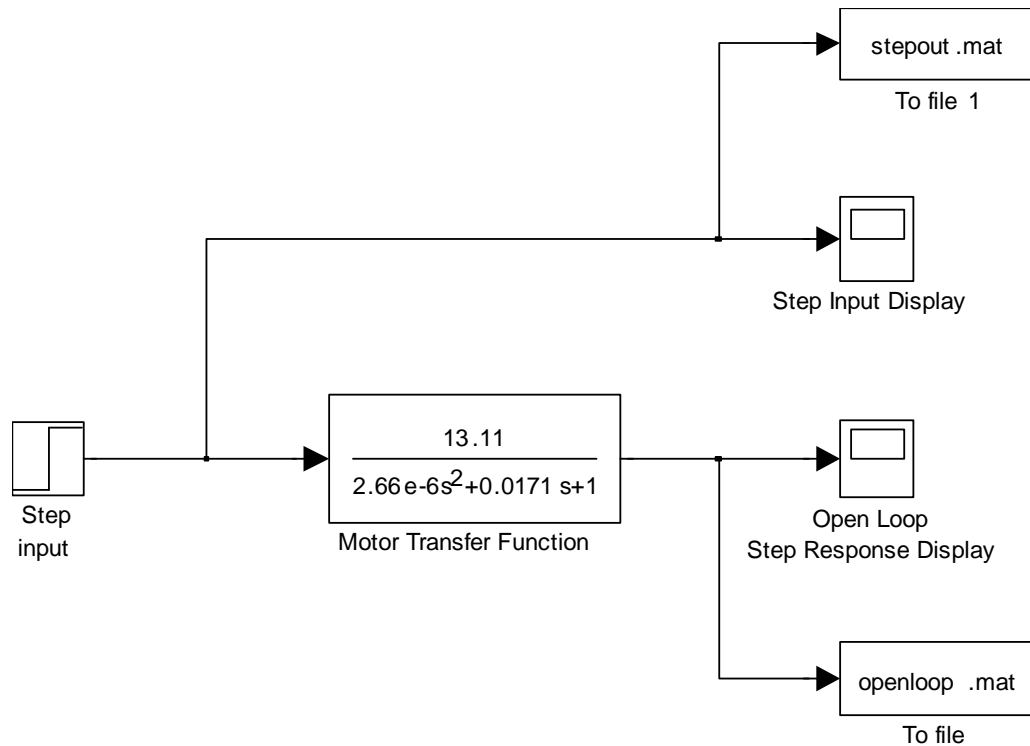 stepout .mat
To file 1
Step Input Display
Step
input
13.11
2.66e-6s²+0.0171 s+1
Motor Transfer Function
Open Loop
Step Response Display
openloop .mat
To file